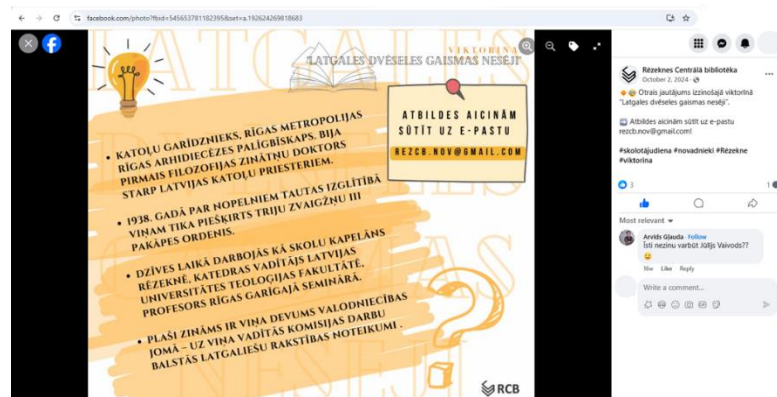 facebook.com/photo?fbid=545653781182395&set=a.192624269818683
VIKTORĪNA
"LATGALES DVĒSELES GAISMAS NESĒJI"
ATBILDES AICINĀM
SŪTĪT UZ E-PASTU
REZCB.NOV@GMAIL.COM
• KATOĻU GARĪDZNIEKS, RĪGAS METROPOLIJAS
RĪGAS ARHIDIECĒZES PALĪGBĪSKAPS. BIJA
PIRMAIS FILOZOFIJAS ZINĀTŅU DOKTORS
STARP LATVIJAS KATOĻU PRIESTERIEM.
• 1938. GADĀ PAR NOPELNIEM TAUTAS IZGLĪTĪBĀ
VIŅAM TIKA PIEŠĶIRTS TRIJU ZVAIGŽŅU III
PAKĀPES ORDENIS.
• DZĪVES LAIKĀ DARBOJĀS KĀ SKOLU KAPELĀNS
RĒZEKNĒ, KATEDRAS VADĪTĀJS LATVIJAS
UNIVERSITĀTES TEOLOĢIJAS FAKULTĀTĒ,
PROFESORS RĪGAS GARĪGAJĀ SEMINĀRĀ.
• PLAŠI ZINĀMS IR VIŅA DEVUMS VALODNIECĪBAS
JOMĀ – UZ VIŅA VADĪTĀS KOMISIJAS DARBU
BALSTĀS LATGALIEŠU RAKSTĪBAS NOTEIKUMI .
RCB
Rēzeknes Centrālā bibliotēka
October 2, 2024 ·
Otrais jautājums izzinošajā viktorīnā
"Latgales dvēseles gaismas nesēji".
Atbildes aicinām sūtīt uz e-pastu
rezcb.nov@gmail.com!
#skolotājudiena #novadnieki #Rēzekne
#viktorina
3
1
Most relevant
Arvīds Gļauda · Follow
Īsti nezinu varbūt Jūlijs Vaivods??
16w Like Reply
Write a comment...